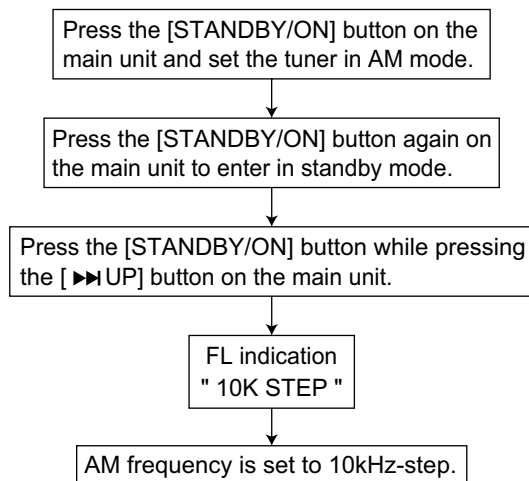 Press the [STANDBY/ON] button on the
main unit and set the tuner in AM mode.
Press the [STANDBY/ON] button again on
the main unit to enter in standby mode.
Press the [STANDBY/ON] button while pressing
the [ ▶▶| UP] button on the main unit.
FL indication
" 10K STEP "
AM frequency is set to 10kHz-step.